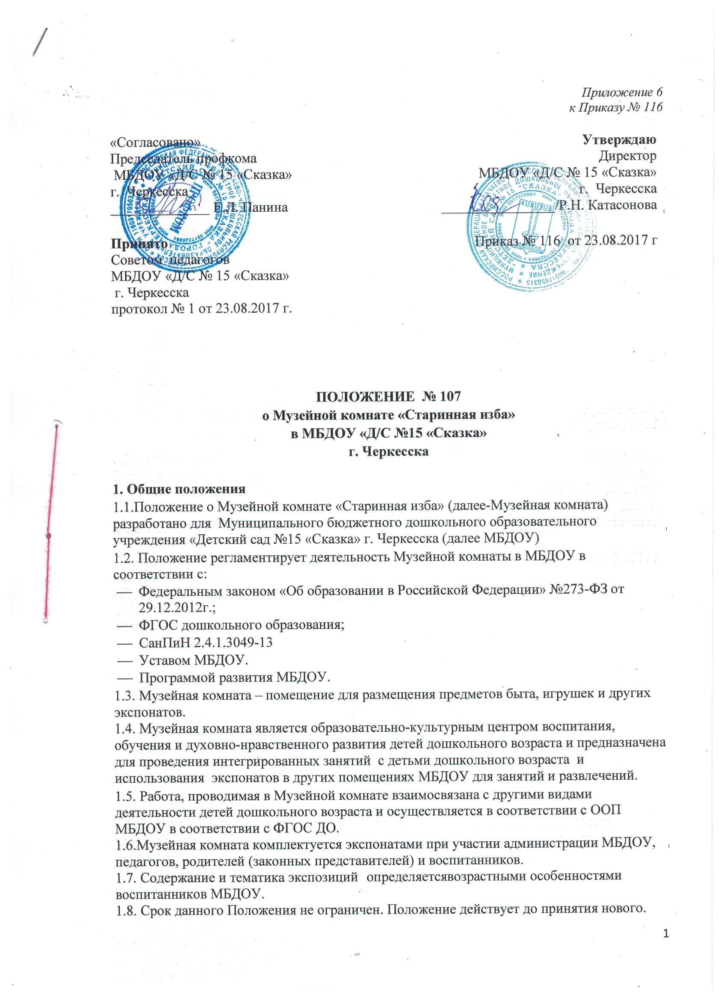 Приложение 6
к Приказу № 116
«Согласовано»
Председатель профкома
МБДОУ «Д/С № 15 «Сказка»
г. Черкесска
Е.Л. Панина
Принято
Советом педагогов
МБДОУ «Д/С № 15 «Сказка»
г. Черкесска
протокол № 1 от 23.08.2017 г.
Утверждаю
Директор
МБДОУ «Д/С № 15 «Сказка»
г. Черкесска
/Р.Н. Катасонова
Приказ № 116 от 23.08.2017 г
ПРОФКОМ
ПОЛОЖЕНИЕ № 107
о Музейной комнате «Старинная изба»
в МБДОУ «Д/С №15 «Сказка»
г. Черкесска
1. Общие положения
1.1.Положение о Музейной комнате «Старинная изба» (далее-Музейная комната)
разработано для Муниципального бюджетного дошкольного образовательного
учреждения «Детский сад №15 «Сказка» г. Черкесска (далее МБДОУ)
1.2. Положение регламентирует деятельность Музейной комнаты в МБДОУ в
соответствии с:
— Федеральным законом «Об образовании в Российской Федерации» №273-ФЗ от
29.12.2012г.;
— ФГОС дошкольного образования;
— СанПиН 2.4.1.3049-13
— Уставом МБДОУ.
— Программой развития МБДОУ.
1.3. Музейная комната – помещение для размещения предметов быта, игрушек и других
экспонатов.
1.4. Музейная комната является образовательно-культурным центром воспитания,
обучения и духовно-нравственного развития детей дошкольного возраста и предназначена
для проведения интегрированных занятий с детьми дошкольного возраста и
использования экспонатов в других помещениях МБДОУ для занятий и развлечений.
1.5. Работа, проводимая в Музейной комнате взаимосвязана с другими видами
деятельности детей дошкольного возраста и осуществляется в соответствии с ООП
МБДОУ в соответствии с ФГОС ДО.
1.6.Музейная комната комплектуется экспонатами при участии администрации МБДОУ,
педагогов, родителей (законных представителей) и воспитанников.
1.7. Содержание и тематика экспозиций определяетсявозрастными особенностями
воспитанников МБДОУ.
1.8. Срок данного Положения не ограничен. Положение действует до принятия нового.
1